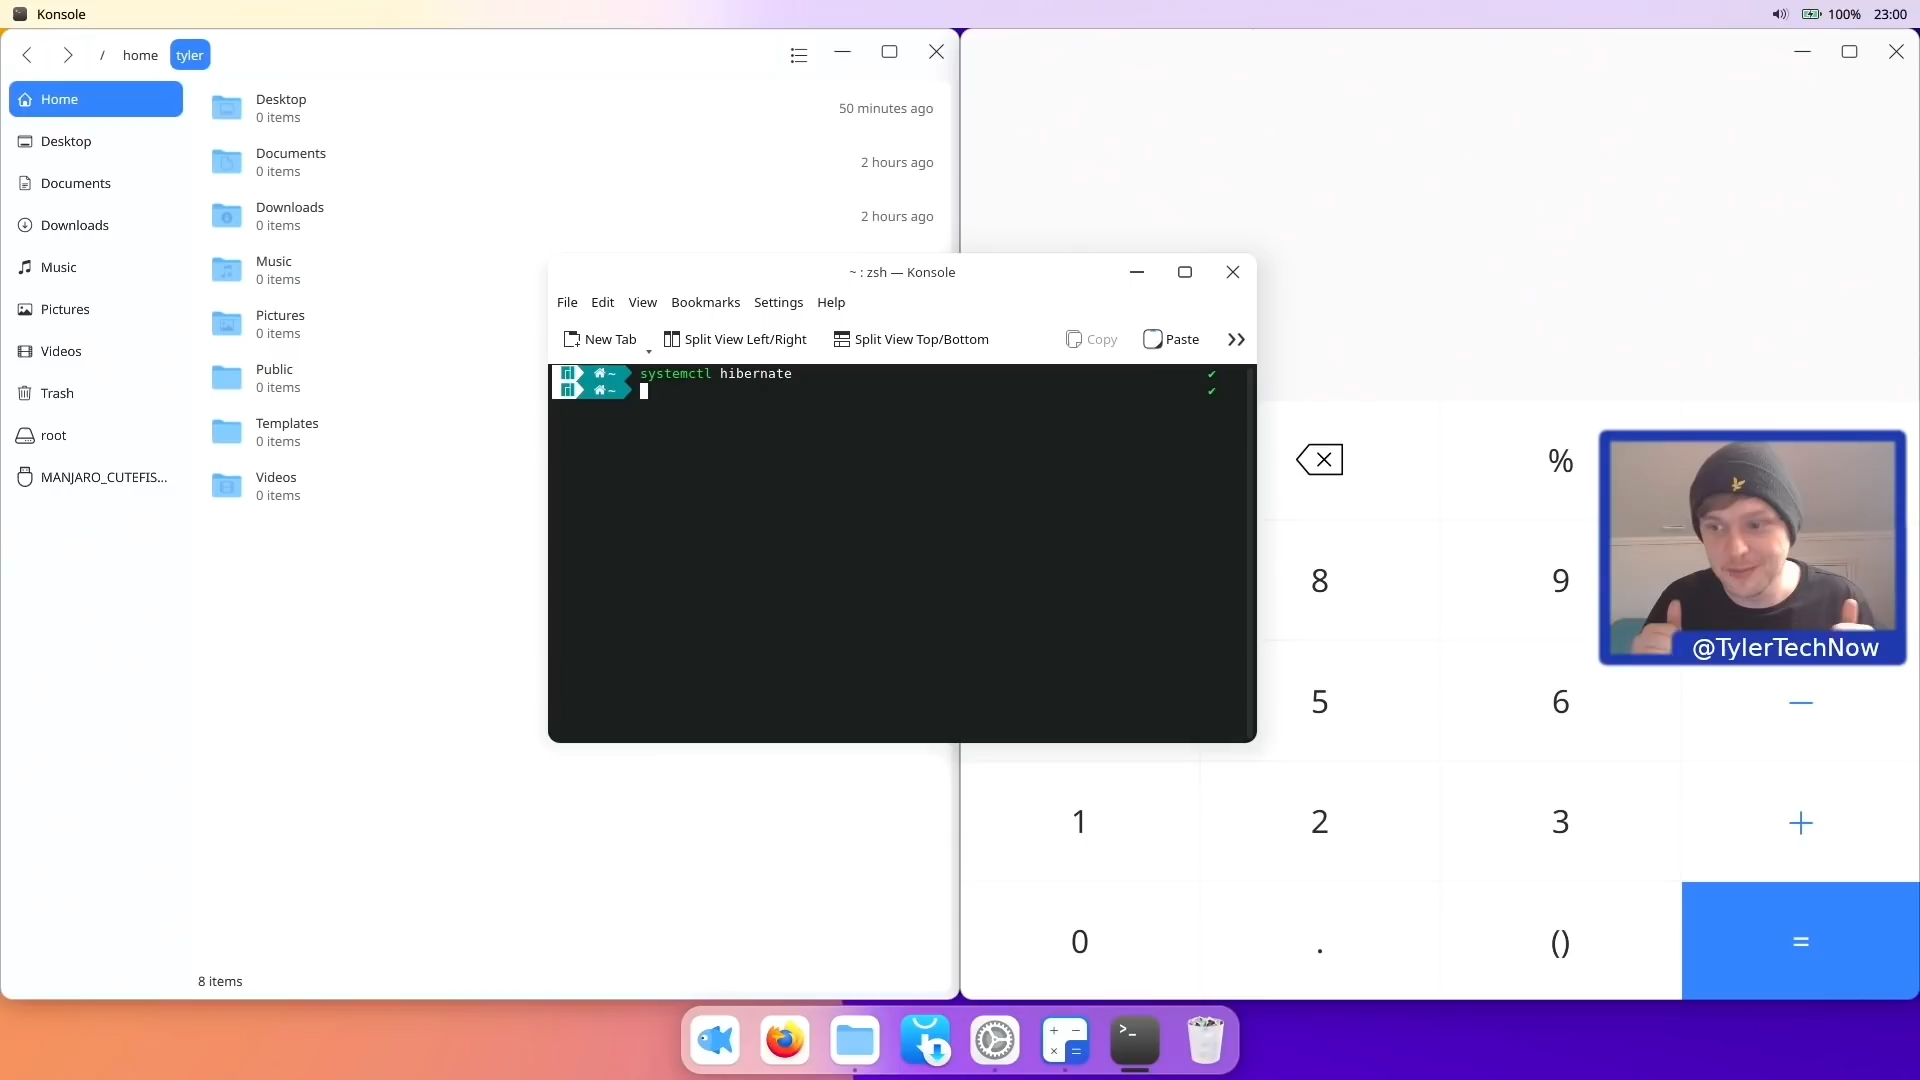 Konsole
100% 23:00
/ home tyler
Home
Desktop
Documents
Downloads
Music
Pictures
Videos
Trash
root
MANJARO_CUTEFIS...
Desktop
0 items
50 minutes ago
Documents
0 items
2 hours ago
Downloads
0 items
2 hours ago
Music
0 items
Pictures
0 items
Public
0 items
Templates
0 items
Videos
0 items
8 items
~ : zsh — Konsole
File Edit View Bookmarks Settings Help
New Tab Split View Left/Right Split View Top/Bottom Copy Paste
~ systemctl hibernate ✔
~ ✔
%
8 9
5 6 −
1 2 3 +
0 . () =
@TylerTechNow